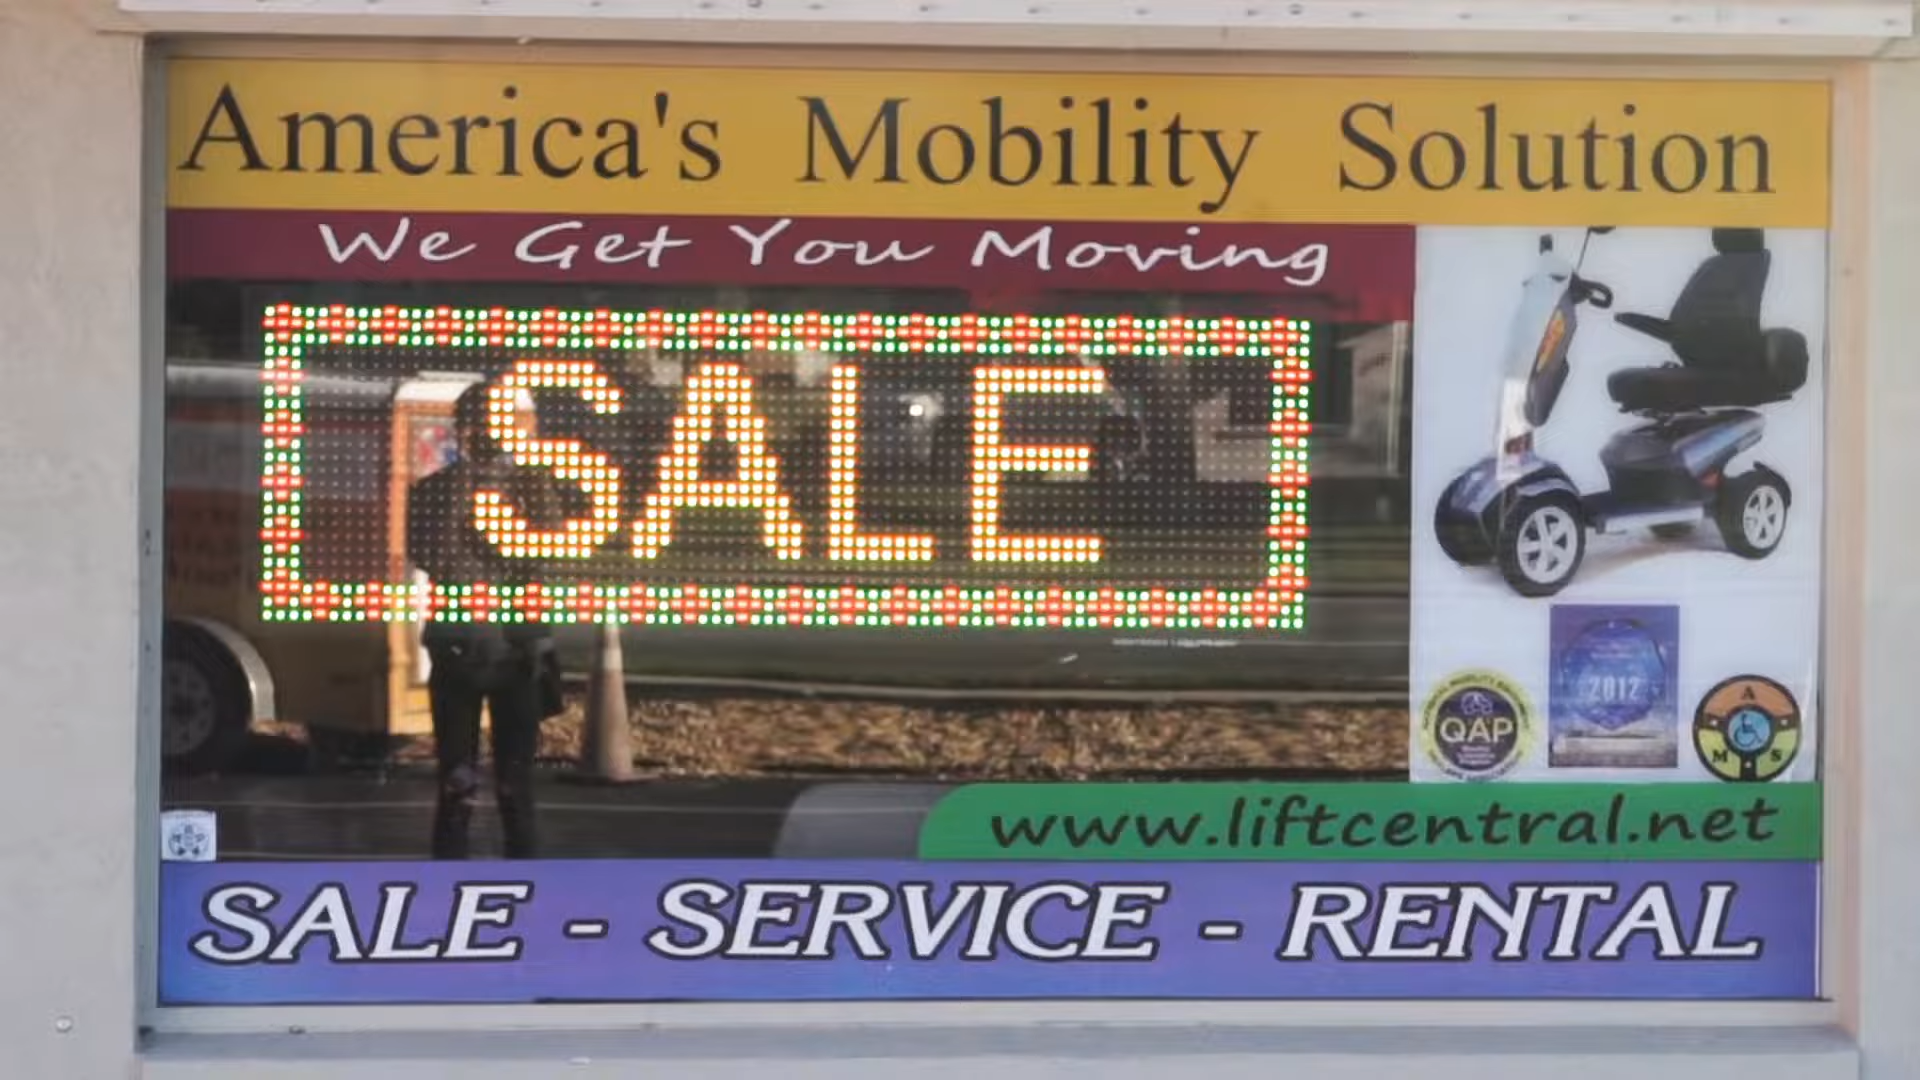 America's Mobility Solution
We Get You Moving
SALE
2012
QAP
A
M S
www.liftcentral.net
SALE - SERVICE - RENTAL